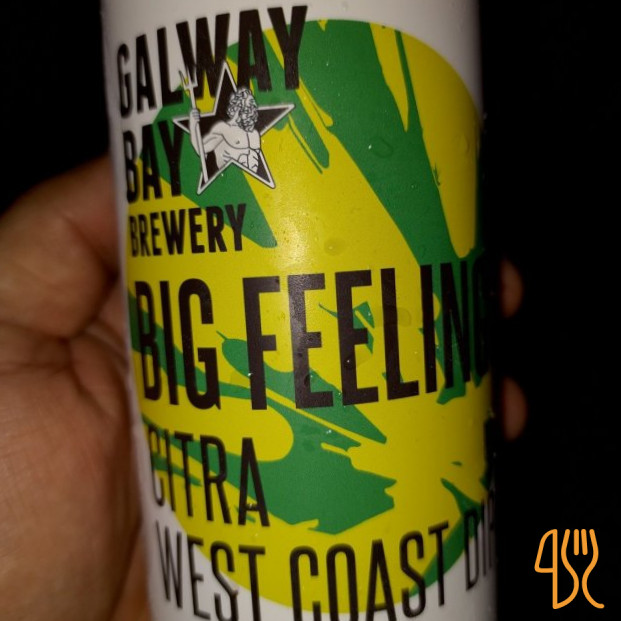 GALWAY
BAY
BREWERY
BIG FEELING
CITRA
WEST COAST